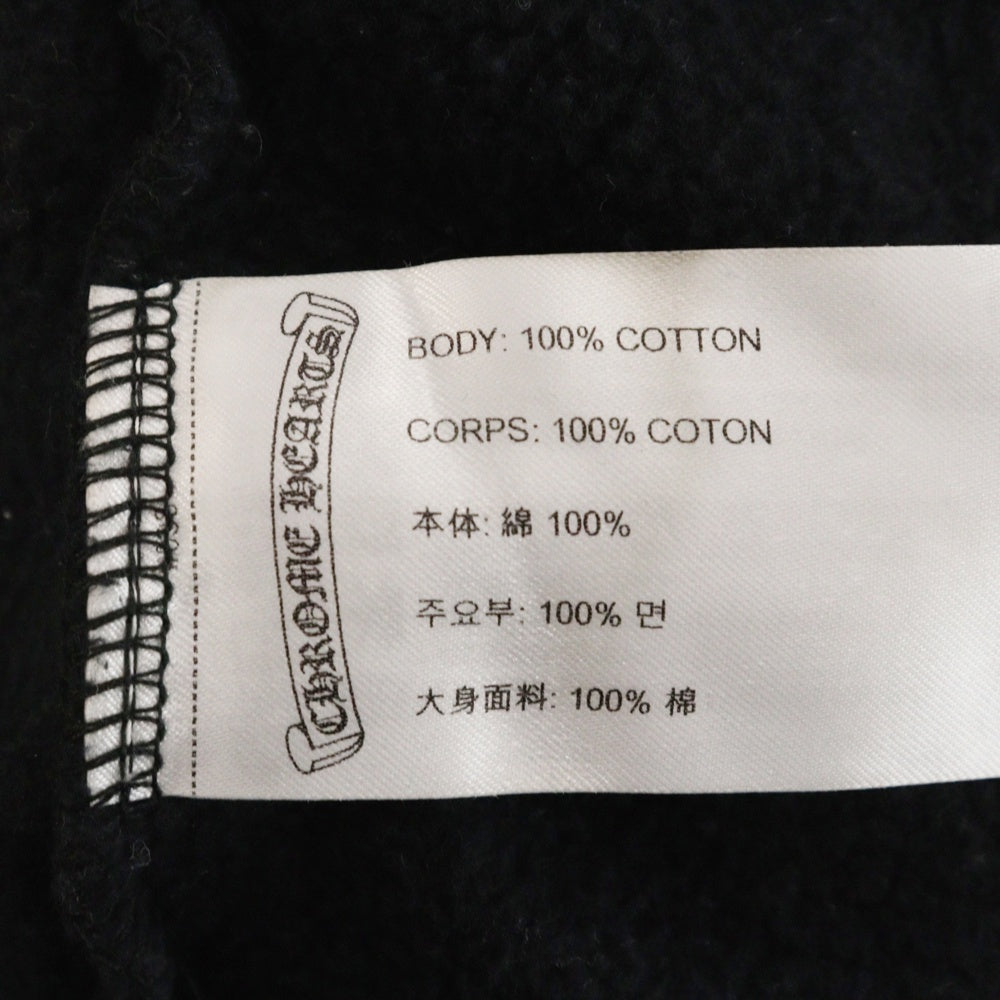 CHROME HEARTS
BODY: 100% COTTON
CORPS: 100% COTON
本体: 綿 100%
주요부: 100% 면
大身面料: 100% 棉